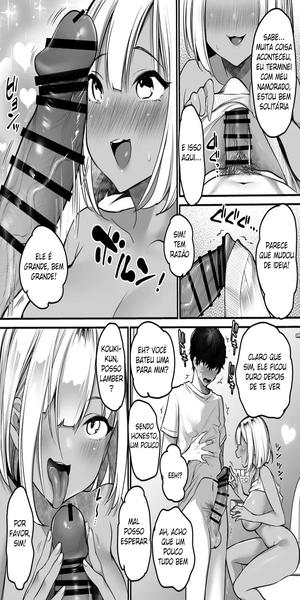 SABE...
MUITA COISA
ACONTECEU,
EU TERMINEI
COM MEU
NAMORADO,
ESTOU BEM
SOLITÁRIA
E ISSO
AQUI...
PARECE
QUE MUDOU
DE IDEIA!
SIM!
TEM
RAZÃO
ELE É
GRANDE, BEM
GRANDE!
ボロン!
CLARO QUE
SIM, ELE FICOU
DURO DEPOIS
DE TE
VER
EH? VOCÊ
BATEU UMA
PARA MIM?
SENDO
HONESTO,
UM POUCO
EEH!?
AH, ACHO
QUE UM
POUCO
TUDO
BEM
KOUKI-
KUN,
POSSO
LAMBER
?
MAL
POSSO
ESPERAR
POR
FAVOR,
SIM!